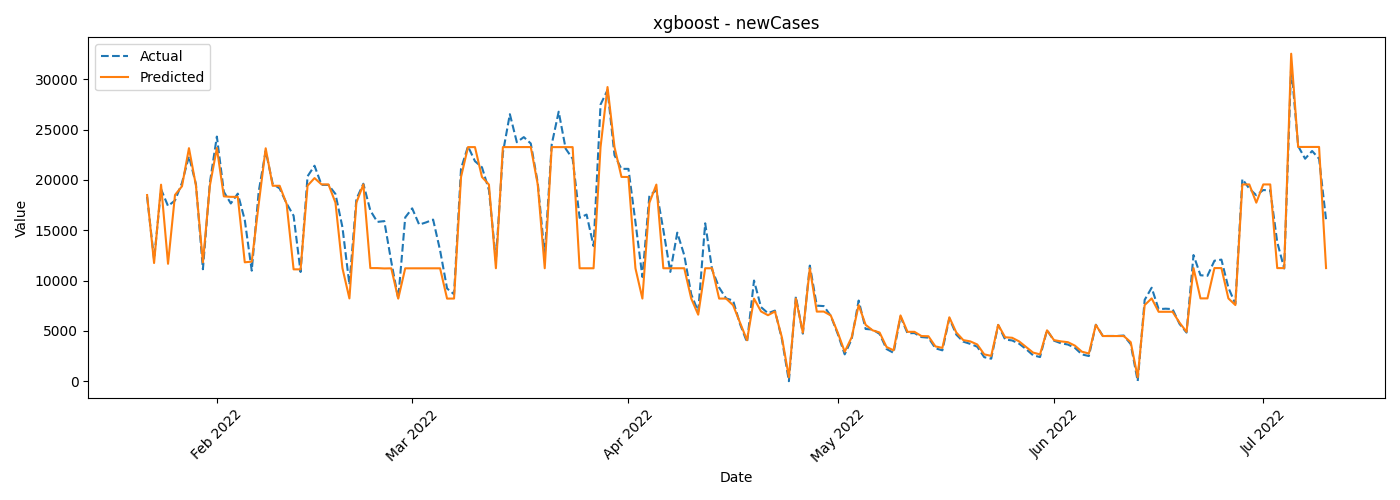 xgboost - newCases
Actual
Predicted
Value
30000
25000
20000
15000
10000
5000
0
Feb 2022
Mar 2022
Apr 2022
May 2022
Jun 2022
Jul 2022
Date